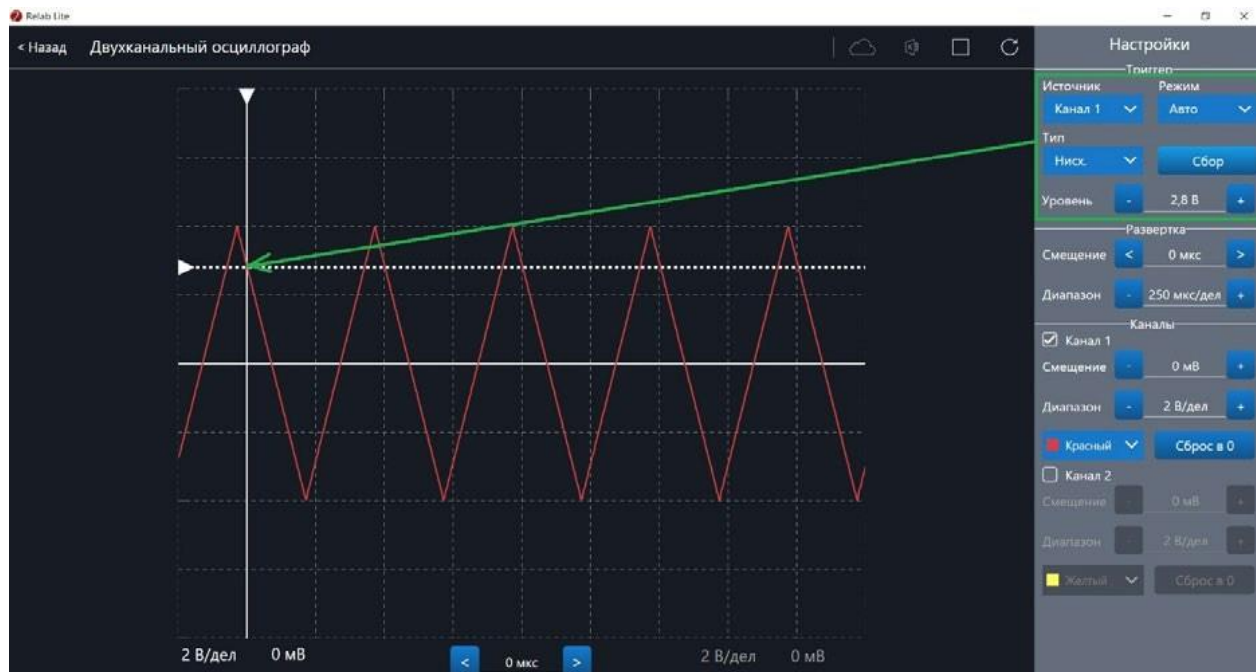 Relab Lite
< Назад Двухканальный осциллограф
Настройки
Триггер
Источник Режим
Канал 1 Авто
Тип
Нисх. Сбор
Уровень - 2,8 В +
Развертка
Смещение < 0 мкс >
Диапазон - 250 мкс/дел +
Каналы
Канал 1
Смещение - 0 мВ +
Диапазон - 2 В/дел +
Красный Сброс в 0
Канал 2
Смещение - 0 мВ +
Диапазон - 2 В/дел +
Желтый Сброс в 0
2 В/дел 0 мВ < 0 мкс > 2 В/дел 0 мВ